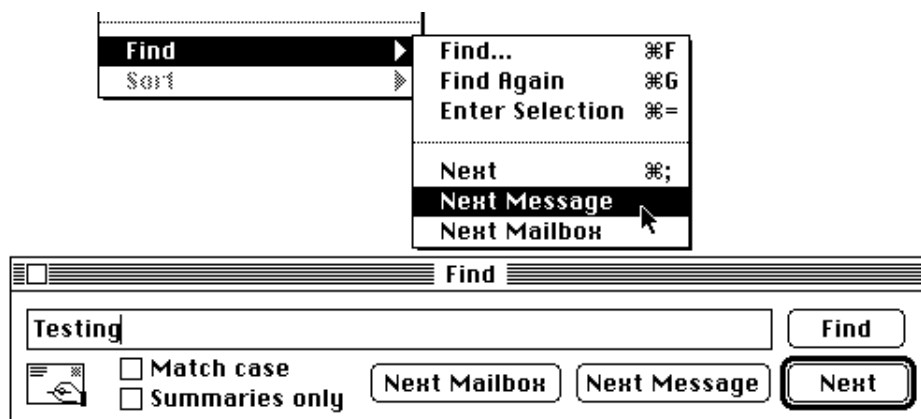 Find
Sort
Find... ⌘F
Find Again ⌘G
Enter Selection ⌘=
Next ⌘;
Next Message
Next Mailbox
Find
Testing
Find
Match case
Summaries only
Next Mailbox
Next Message
Next